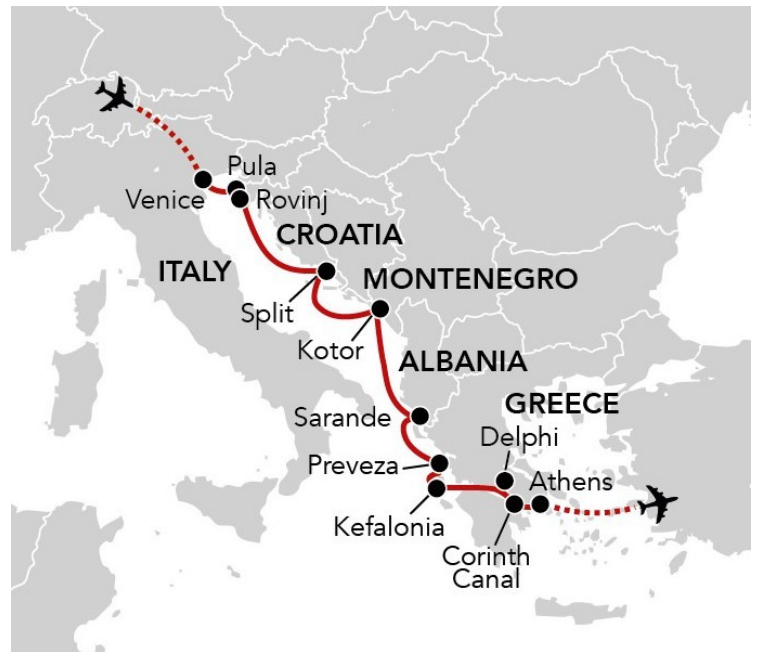 Pula
Venice
Rovinj
CROATIA
ITALY
MONTENEGRO
Split
Kotor
ALBANIA
GREECE
Sarande
Delphi
Preveza
Athens
Kefalonia
Corinth
Canal